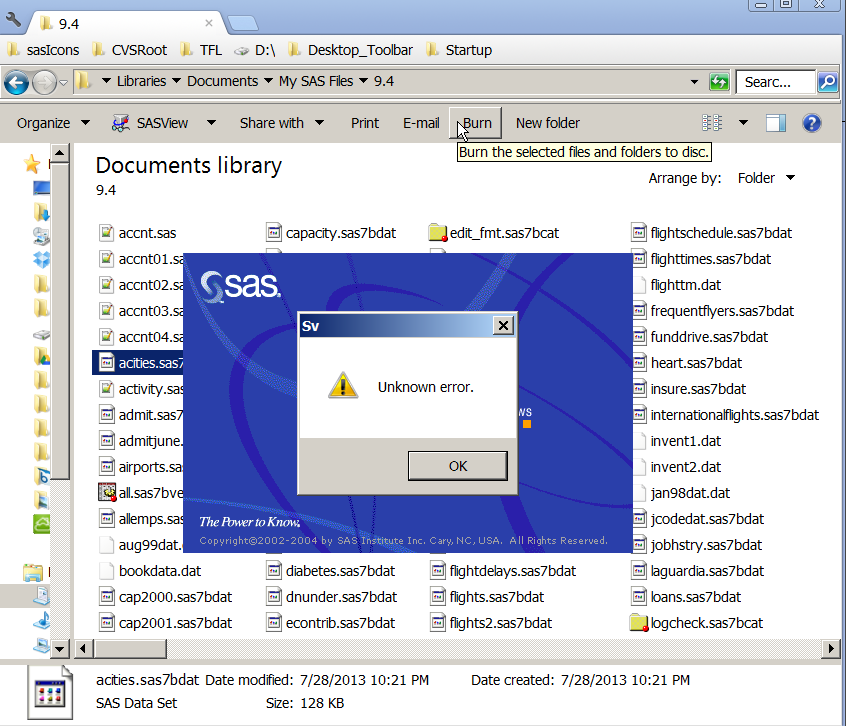 9.4
sasIcons CVSRoot TFL D:\ Desktop_Toolbar Startup
Libraries Documents My SAS Files 9.4 Searc...
Organize SASView Share with Print E-mail Burn New folder
Burn the selected files and folders to disc.
Documents library
9.4
Arrange by: Folder
accnt.sas capacity.sas7bdat edit_fmt.sas7bcat flightschedule.sas7bdat
accnt01.sa flighttimes.sas7bdat
accnt02.sa flighttm.dat
accnt03.sa frequentflyers.sas7bdat
accnt04.sa funddrive.sas7bdat
acities.sas7 heart.sas7bdat
activity.sas insure.sas7bdat
admit.sas7 internationalflights.sas7bdat
admitjune. invent1.dat
airports.sa invent2.dat
all.sas7bve jan98dat.dat
allemps.sa jcodedat.sas7bdat
aug99dat. jobhstry.sas7bdat
bookdata.dat diabetes.sas7bdat flightdelays.sas7bdat laguardia.sas7bdat
cap2000.sas7bdat dnunder.sas7bdat flights.sas7bdat loans.sas7bdat
cap2001.sas7bdat econtrib.sas7bdat flights2.sas7bdat logcheck.sas7bcat
sas.
Sv
Unknown error.
ws
OK
The Power to Know.
Copyright©2002-2004 by SAS Institute Inc. Cary, NC, USA. All Rights Reserved.
acities.sas7bdat Date modified: 7/28/2013 10:21 PM Date created: 7/28/2013 10:21 PM
SAS Data Set Size: 128 KB